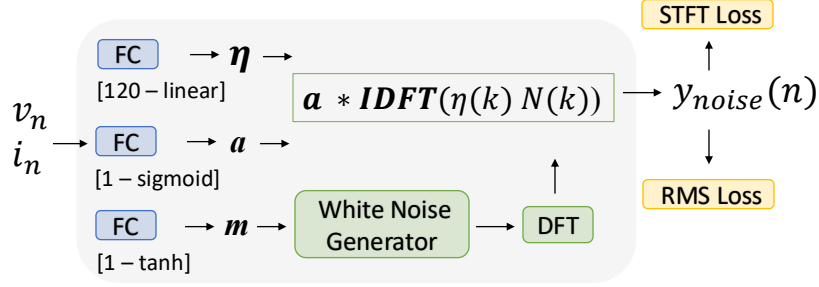 STFT Loss
FC
η
[120 – linear]
a * IDFT(η(k) N(k))
y_noise(n)
v_n
i_n
FC
a
[1 – sigmoid]
RMS Loss
FC
m
White Noise
Generator
DFT
[1 – tanh]